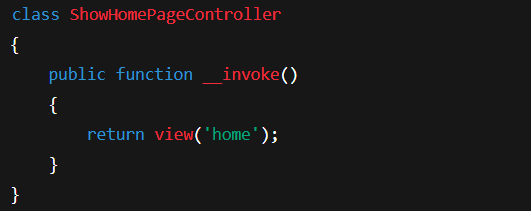 class ShowHomePageController
{
    public function __invoke()
    {
        return view('home');
    }
}